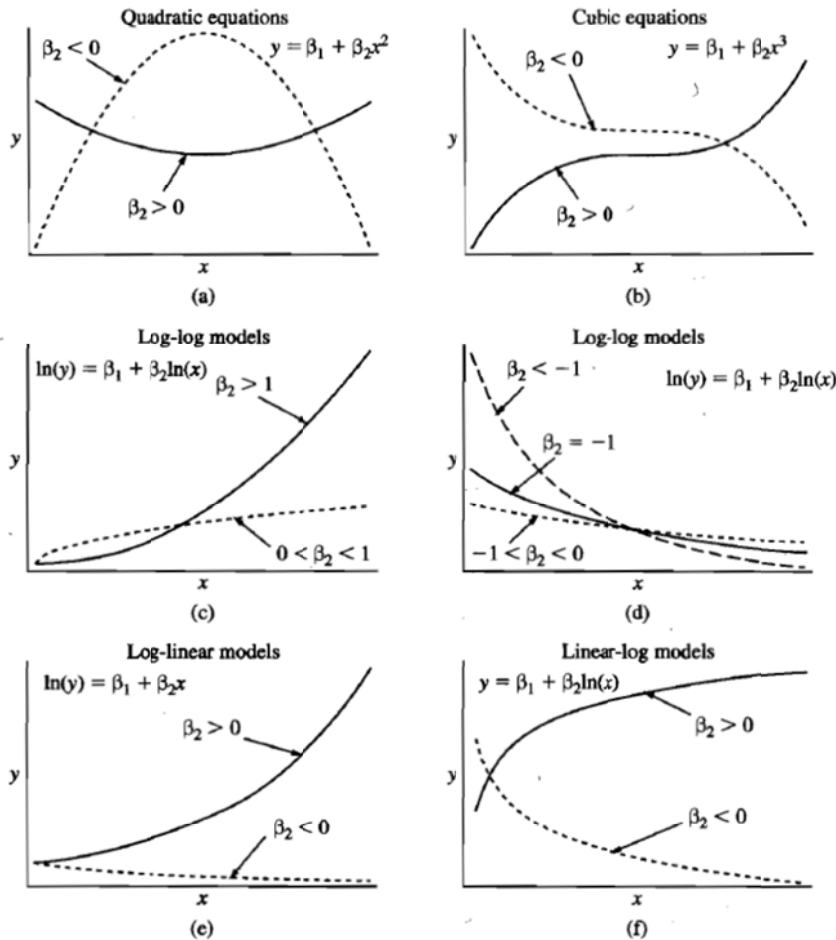 Quadratic equations
β₂ < 0
y = β₁ + β₂x²
y
β₂ > 0
x
(a)
Cubic equations
β₂ < 0
y = β₁ + β₂x³
y
β₂ > 0
x
(b)
Log-log models
ln(y) = β₁ + β₂ln(x)
β₂ > 1
y
0 < β₂ < 1
x
(c)
Log-log models
β₂ < −1
ln(y) = β₁ + β₂ln(x)
β₂ = −1
y
−1 < β₂ < 0
x
(d)
Log-linear models
ln(y) = β₁ + β₂x
β₂ > 0
y
β₂ < 0
x
(e)
Linear-log models
y = β₁ + β₂ln(x)
β₂ > 0
y
β₂ < 0
x
(f)